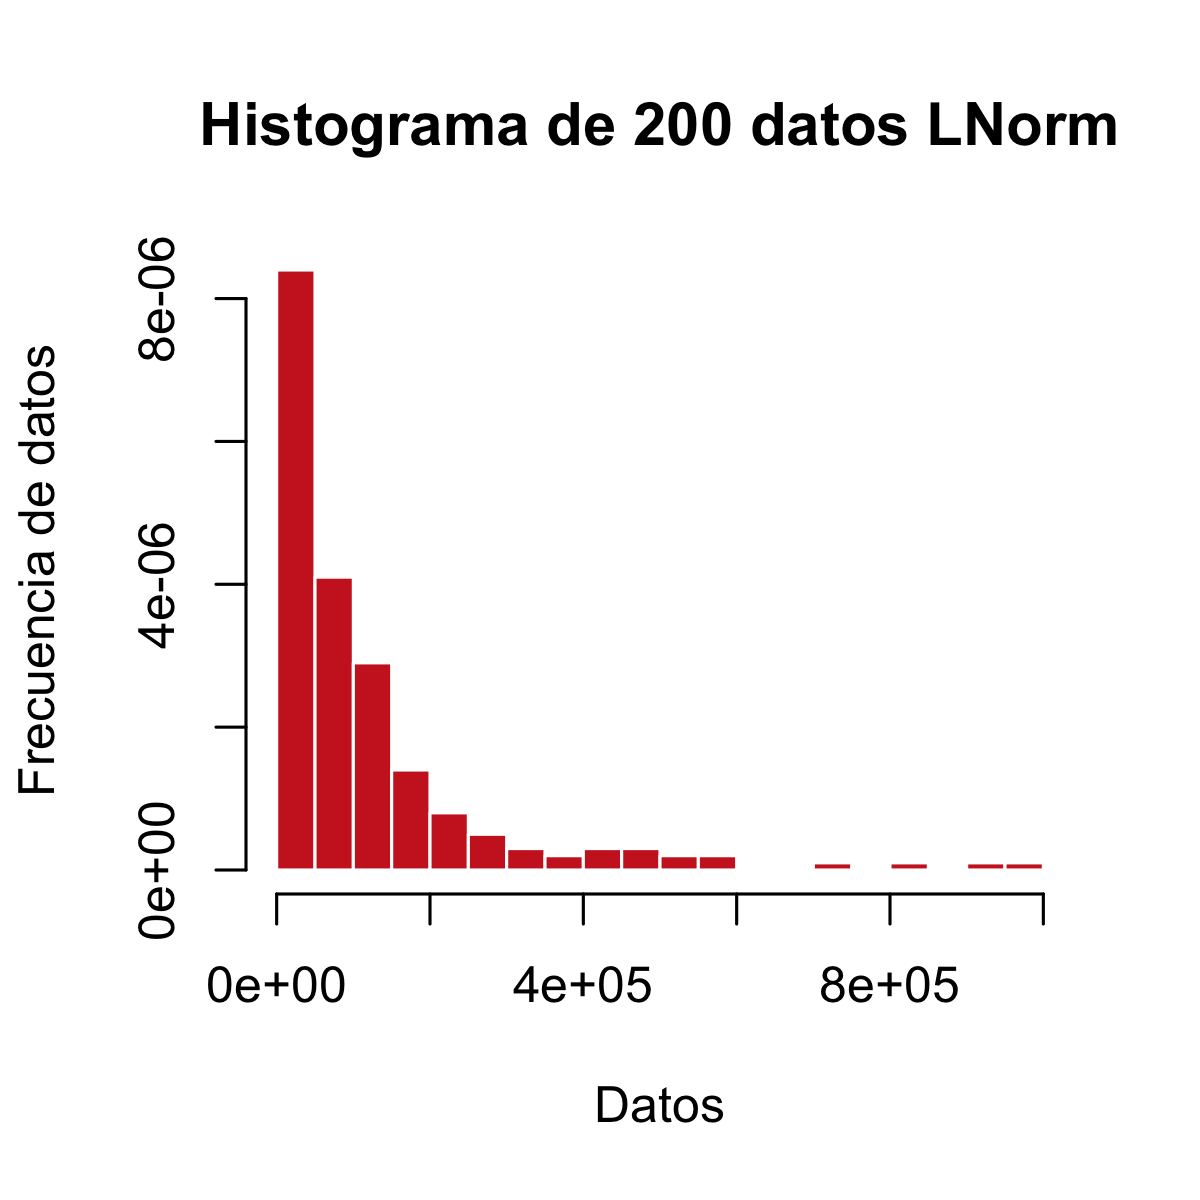 Histograma de 200 datos LNorm
Frecuencia de datos
8e-06
4e-06
0e+00
0e+00 4e+05 8e+05
Datos